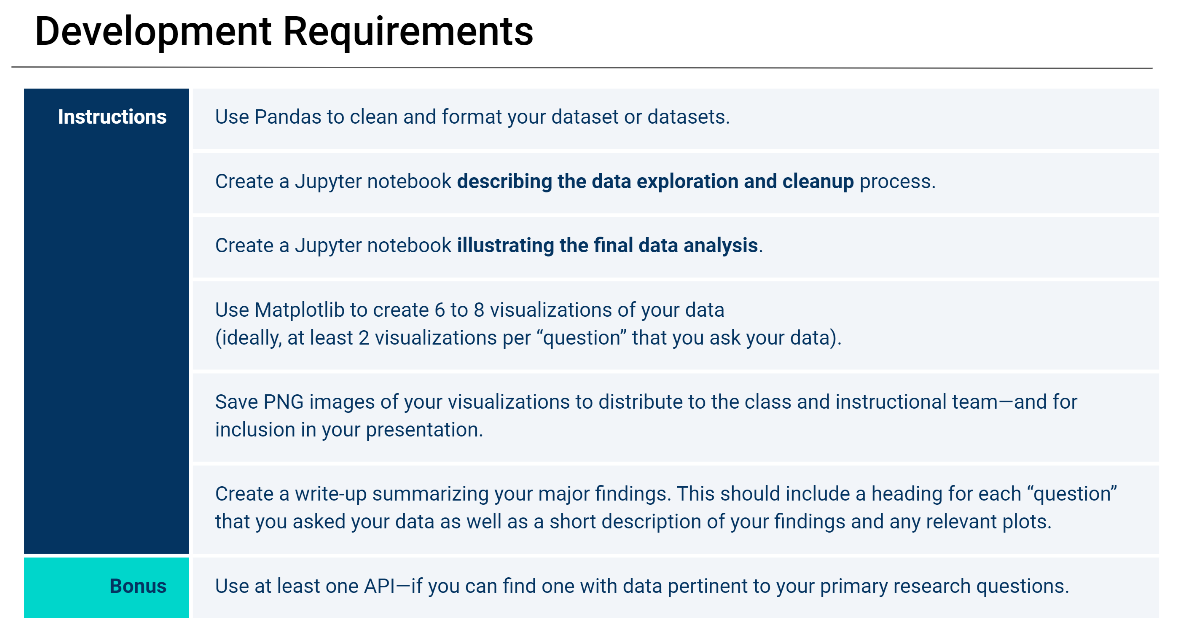 Development Requirements
Instructions
Use Pandas to clean and format your dataset or datasets.
Create a Jupyter notebook describing the data exploration and cleanup process.
Create a Jupyter notebook illustrating the final data analysis.
Use Matplotlib to create 6 to 8 visualizations of your data
(ideally, at least 2 visualizations per “question” that you ask your data).
Save PNG images of your visualizations to distribute to the class and instructional team—and for
inclusion in your presentation.
Create a write-up summarizing your major findings. This should include a heading for each “question”
that you asked your data as well as a short description of your findings and any relevant plots.
Bonus
Use at least one API—if you can find one with data pertinent to your primary research questions.